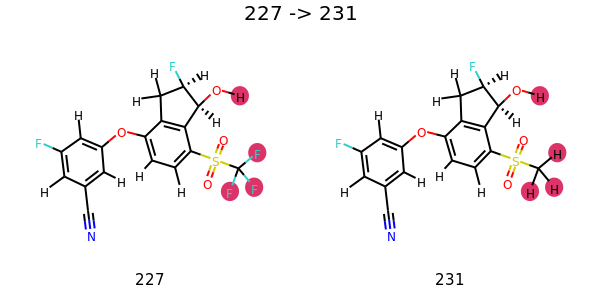 227 -> 231
F H H O H
H H
H O O
F S F
O F F
H H H H
N
F H H O H
H H
H O O
F S H
O H H
H H H H
N
227 231